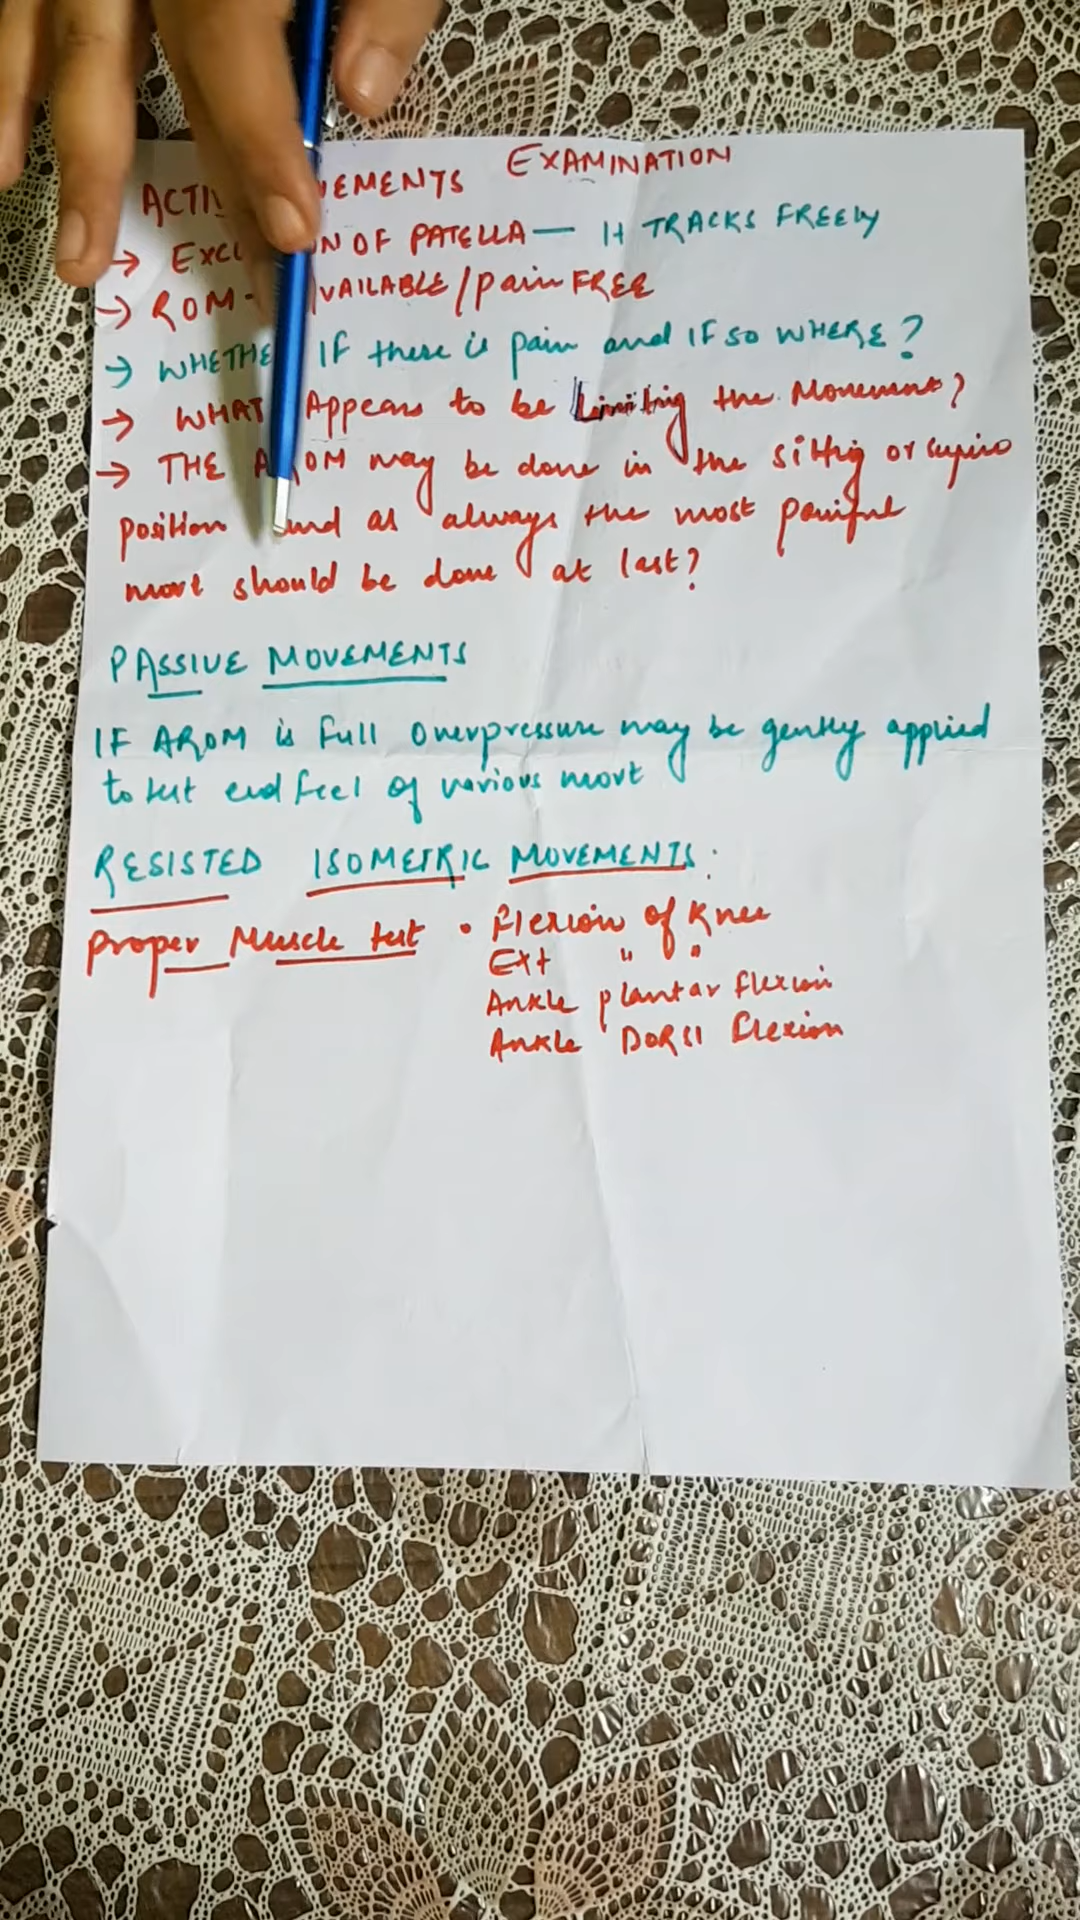 EXAMINATION
ACTI EMENTS
→ EXC N OF PATELLA — It TRACKS FREELY
→ ROM- VAILABLE/pain FREE
→ WHETHE IF there is pain and IF SO WHERE?
→ WHAT Appears to be limiting the Movement?
→ THE AROM may be done in the sitting or supine
position and as always the most painful
movt should be done at last?
PASSIVE MOVEMENTS
IF AROM is full Overpressure may be gently applied
to test end feel of various movt
RESISTED ISOMETRIC MOVEMENTS:
Proper Muscle test • Flexion of Knee
Ext " "
Ankle plantar flexion
Ankle DORSI flexion